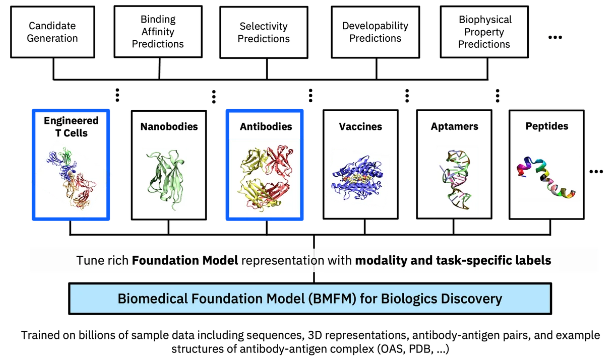 Candidate
Generation
Binding
Affinity
Predictions
Selectivity
Predictions
Developability
Predictions
Biophysical
Property
Predictions
...
Engineered
T Cells
Nanobodies
Antibodies
Vaccines
Aptamers
Peptides
...
Tune rich Foundation Model representation with modality and task-specific labels
Biomedical Foundation Model (BMFM) for Biologics Discovery
Trained on billions of sample data including sequences, 3D representations, antibody-antigen pairs, and example
structures of antibody-antigen complex (OAS, PDB, ...)